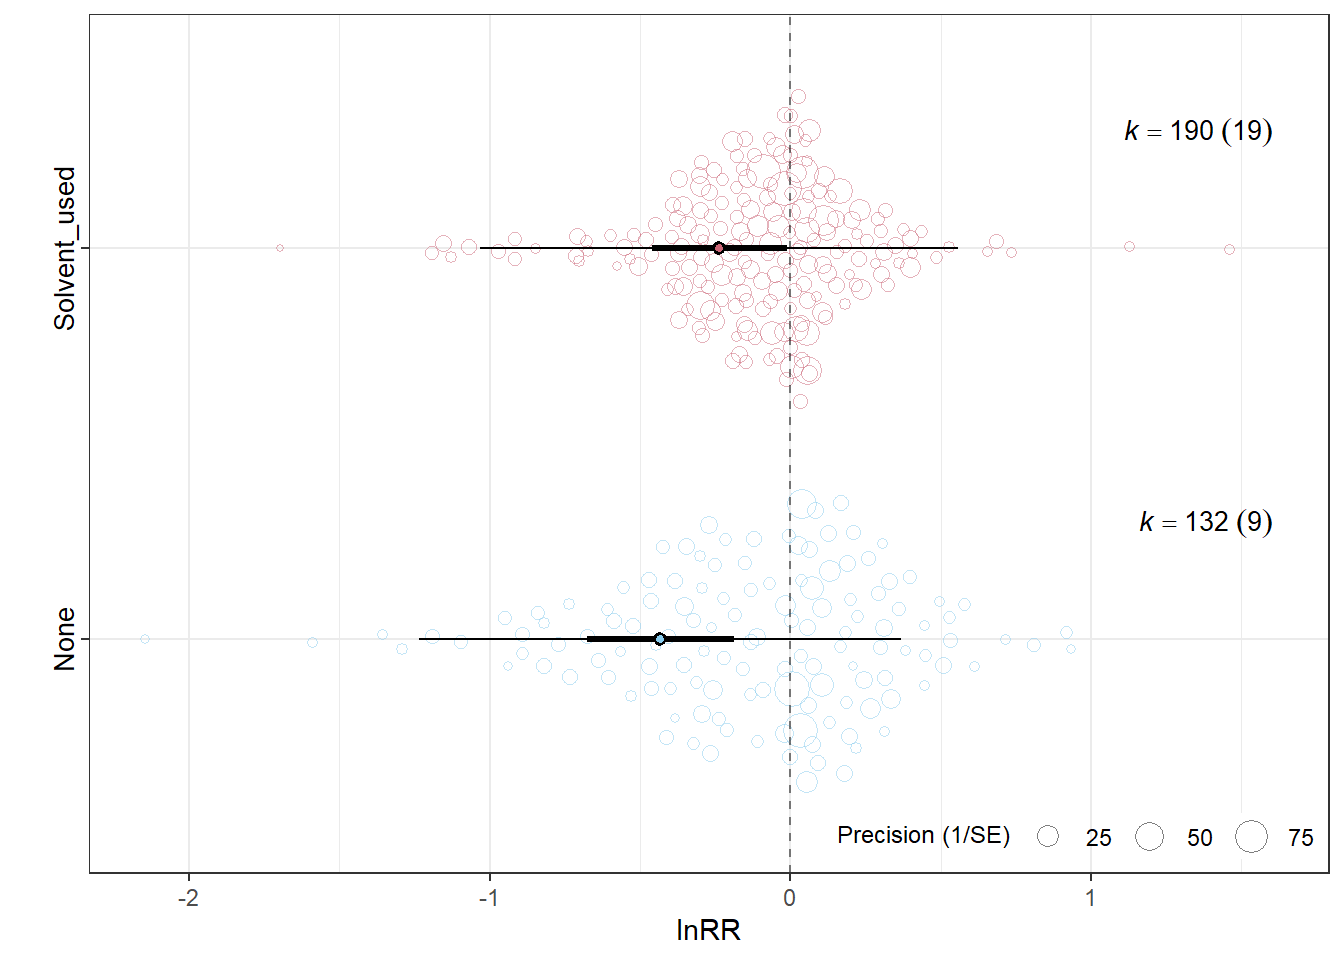 Solvent_used
k = 190 (19)
None
k = 132 (9)
Precision (1/SE) 25 50 75
-2 -1 0 1
lnRR